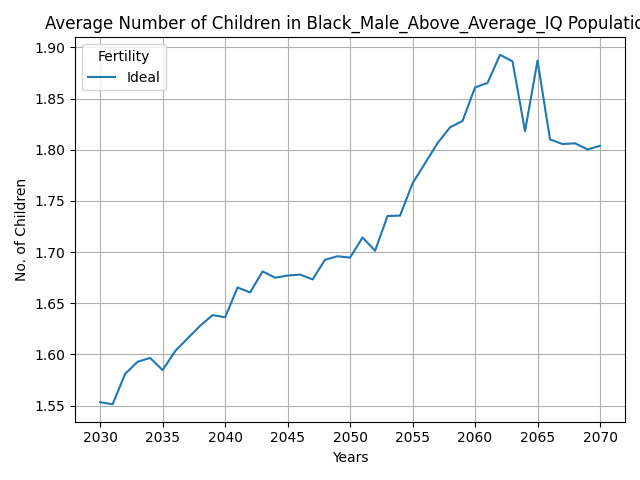 Average Number of Children in Black_Male_Above_Average_IQ Populatio
Fertility
Ideal
No. of Children
1.90
1.85
1.80
1.75
1.70
1.65
1.60
1.55
2030 2035 2040 2045 2050 2055 2060 2065 2070
Years